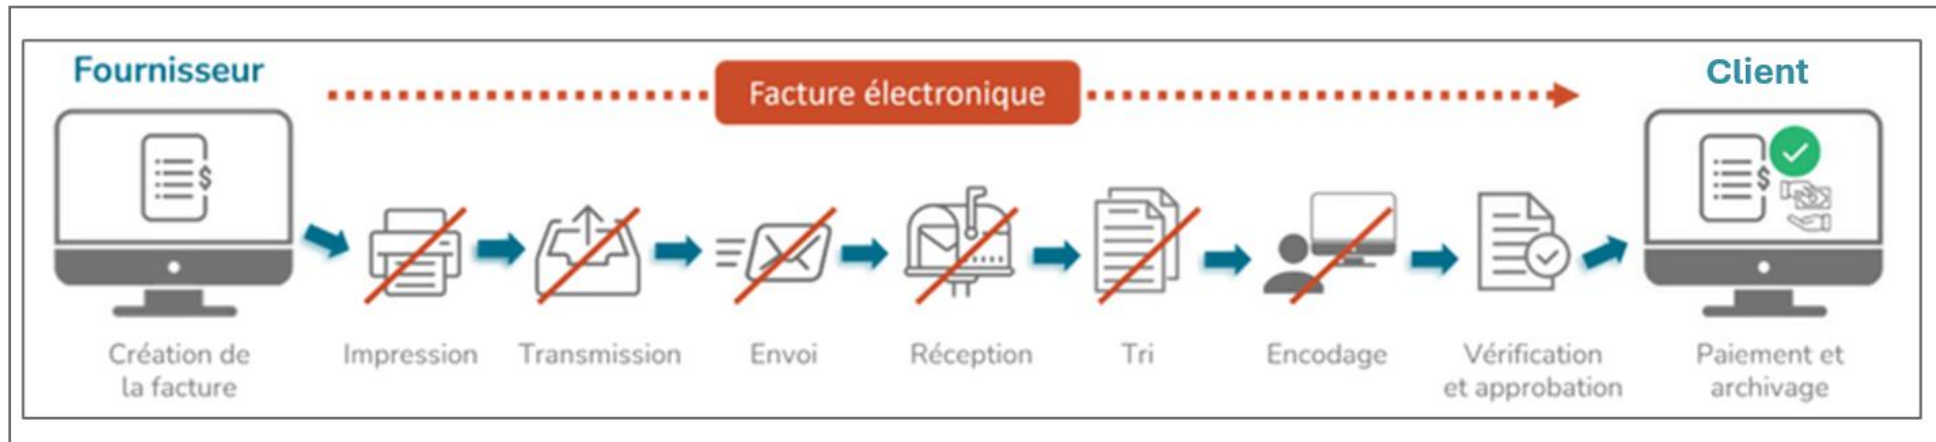 Fournisseur
Facture électronique
Client
$
$
Création de
la facture
Impression
Transmission
Envoi
Réception
Tri
Encodage
Vérification
et approbation
Paiement et
archivage